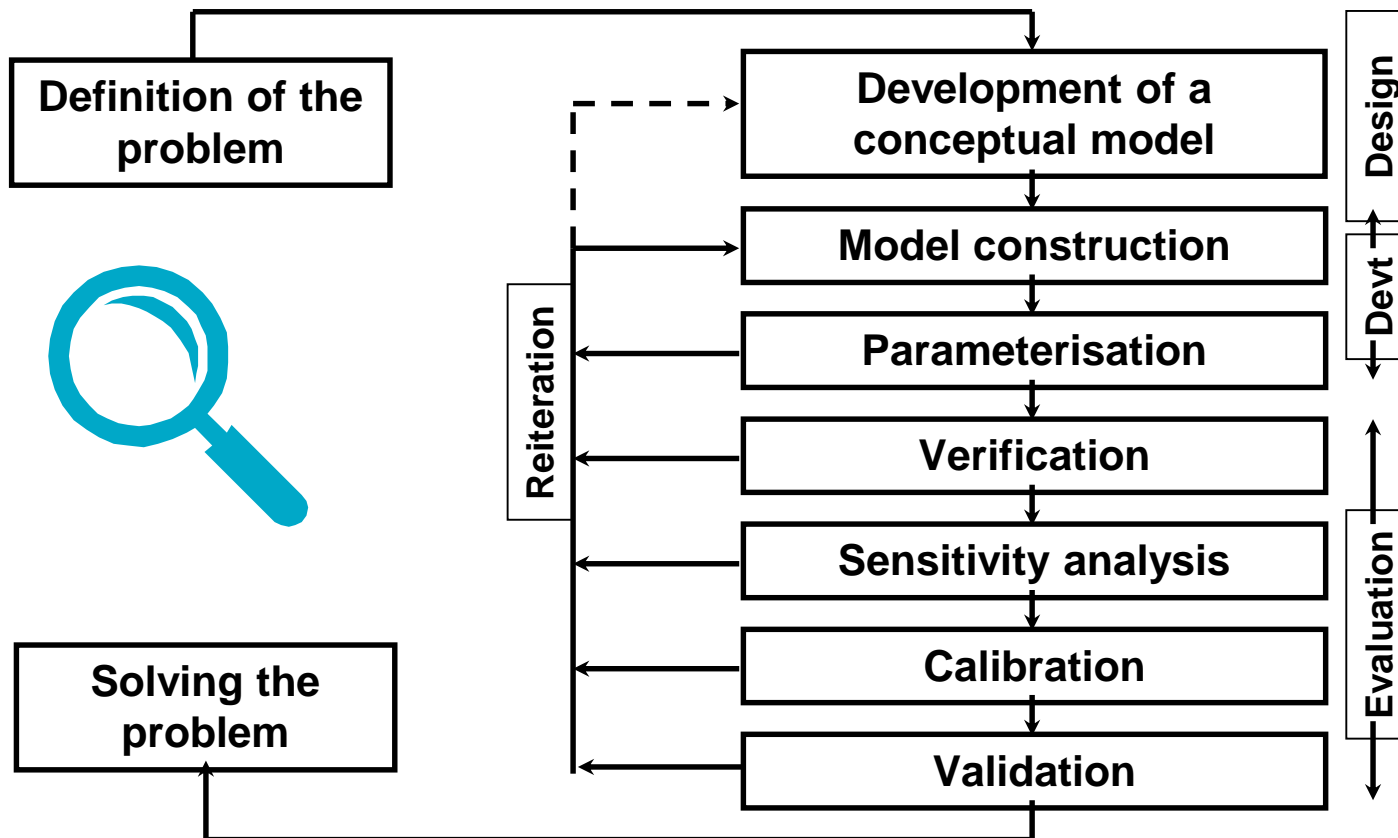 Definition of the
problem
Development of a
conceptual model
Model construction
Parameterisation
Verification
Sensitivity analysis
Calibration
Validation
Solving the
problem
Reiteration
Design
Devt
Evaluation